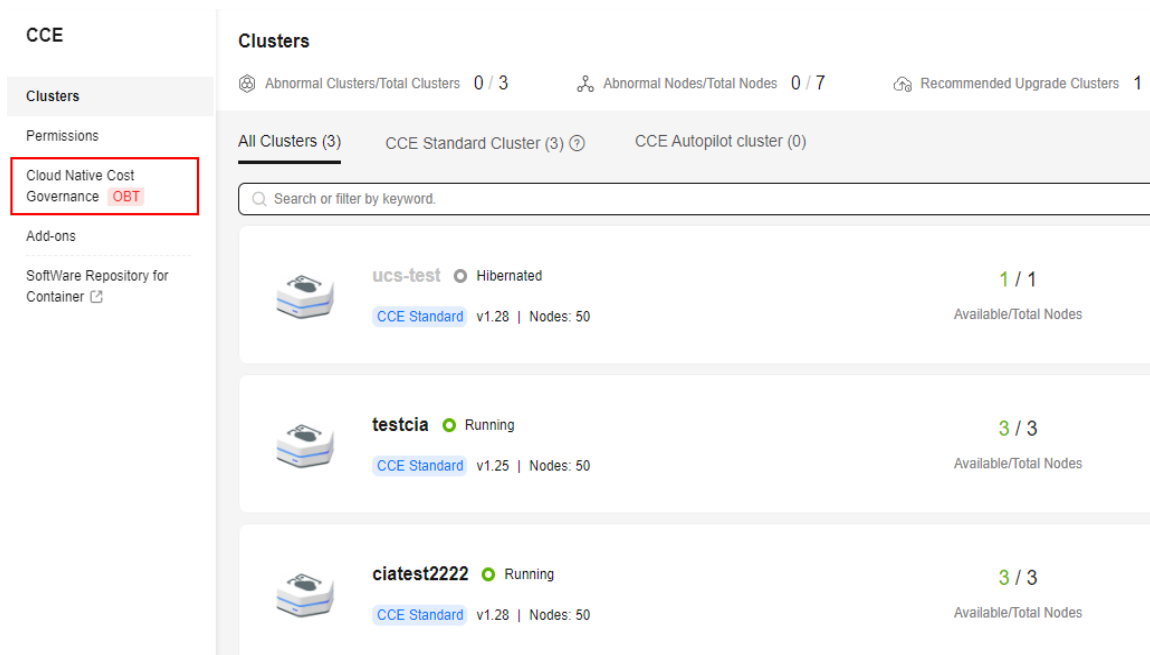 CCE
Clusters
Permissions
Cloud Native Cost
Governance OBT
Add-ons
SoftWare Repository for
Container
Clusters
Abnormal Clusters/Total Clusters 0 / 3 Abnormal Nodes/Total Nodes 0 / 7 Recommended Upgrade Clusters 1
All Clusters (3) CCE Standard Cluster (3) ? CCE Autopilot cluster (0)
Search or filter by keyword.
ucs-test Hibernated
CCE Standard v1.28 | Nodes: 50
1 / 1
Available/Total Nodes
testcia Running
CCE Standard v1.25 | Nodes: 50
3 / 3
Available/Total Nodes
ciatest2222 Running
CCE Standard v1.28 | Nodes: 50
3 / 3
Available/Total Nodes